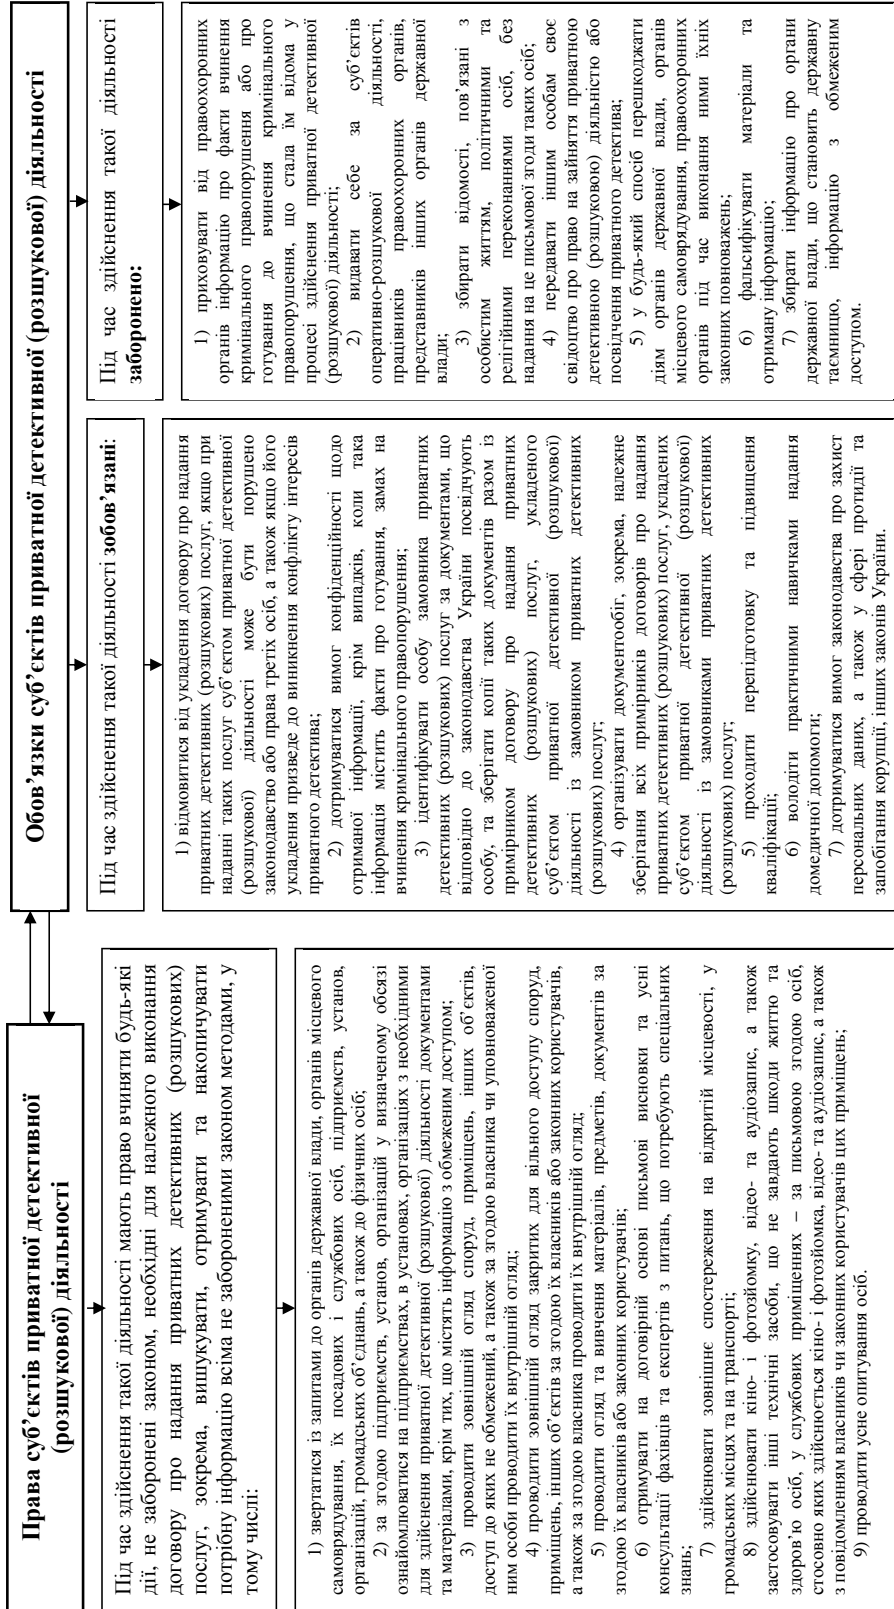 Права суб’єктів приватної детективної
(розшукової) діяльності
Під час здійснення такої діяльності мають право вчиняти будь-які
дії, не заборонені законом, необхідні для належного виконання
договору про надання приватних детективних (розшукових)
послуг, зокрема, вишукувати, отримувати та накопичувати
потрібну інформацію всіма не забороненими законом методами, у
тому числі:
1) звертатися із запитами до органів державної влади, органів місцевого
самоврядування, їх посадових і службових осіб, підприємств, установ,
організацій, громадських об’єднань, а також до фізичних осіб;
2) за згодою підприємств, установ, організацій у визначеному обсязі
ознайомлюватися на підприємствах, в установах, організаціях з необхідними
для здійснення приватної детективної (розшукової) діяльності документами
та матеріалами, крім тих, що містять інформацію з обмеженим доступом;
3) проводити зовнішній огляд споруд, приміщень, інших об’єктів,
доступ до яких не обмежений, а також за згодою власника чи уповноваженої
ним особи проводити їх внутрішній огляд;
4) проводити зовнішній огляд закритих для вільного доступу споруд,
приміщень, інших об’єктів за згодою їх власників або законних користувачів,
а також за згодою власника проводити їх внутрішній огляд;
5) проводити огляд та вивчення матеріалів, предметів, документів за
згодою їх власників або законних користувачів;
6) отримувати на договірній основі письмові висновки та усні
консультації фахівців та експертів з питань, що потребують спеціальних
знань;
7) здійснювати зовнішнє спостереження на відкритій місцевості, у
громадських місцях та на транспорті;
8) здійснювати кіно- і фотозйомку, відео- та аудіозапис, а також
застосовувати інші технічні засоби, що не завдають шкоди життю та
здоров’ю осіб, у службових приміщеннях – за письмовою згодою осіб,
стосовно яких здійснюється кіно- і фотозйомка, відео- та аудіозапис, а також
з повідомленням власників чи законних користувачів цих приміщень;
9) проводити усне опитування осіб.
Обов’язки суб’єктів приватної детективної (розшукової) діяльності
Під час здійснення такої діяльності зобов’язані:
1) відмовитися від укладення договору про надання
приватних детективних (розшукових) послуг, якщо при
наданні таких послуг суб’єктом приватної детективної
(розшукової) діяльності може бути порушено
законодавство або права третіх осіб, а також якщо його
укладення призведе до виникнення конфлікту інтересів
приватного детектива;
2) дотримуватися вимог конфіденційності щодо
отриманої інформації, крім випадків, коли така
інформація містить факти про готування, замах на
вчинення кримінального правопорушення;
3) ідентифікувати особу замовника приватних
детективних (розшукових) послуг за документами, що
відповідно до законодавства України посвідчують
особу, та зберігати копії таких документів разом із
примірником договору про надання приватних
детективних (розшукових) послуг, укладеного
суб’єктом приватної детективної (розшукової)
діяльності із замовником приватних детективних
(розшукових) послуг;
4) організувати документообіг, зокрема, належне
зберігання всіх примірників договорів про надання
приватних детективних (розшукових) послуг, укладених
суб’єктом приватної детективної (розшукової)
діяльності із замовниками приватних детективних
(розшукових) послуг;
5) проходити перепідготовку та підвищення
кваліфікації;
6) володіти практичними навичками надання
домедичної допомоги;
7) дотримуватися вимог законодавства про захист
персональних даних, а також у сфері протидії та
запобігання корупції, інших законів України.
Під час здійснення такої діяльності
заборонено:
1) приховувати від правоохоронних
органів інформацію про факти вчинення
кримінального правопорушення або про
готування до вчинення кримінального
правопорушення, що стала їм відома у
процесі здійснення приватної детективної
(розшукової) діяльності;
2) видавати себе за суб’єктів
оперативно-розшукової діяльності,
працівників правоохоронних органів,
представників інших органів державної
влади;
3) збирати відомості, пов’язані з
особистим життям, політичними та
релігійними переконаннями осіб, без
надання на це письмової згоди таких осіб;
4) передавати іншим особам своє
свідоцтво про право на зайняття приватною
детективною (розшуковою) діяльністю або
посвідчення приватного детектива;
5) у будь-який спосіб перешкоджати
діям органів державної влади, органів
місцевого самоврядування, правоохоронних
органів під час виконання ними їхніх
законних повноважень;
6) фальсифікувати матеріали та
отриману інформацію;
7) збирати інформацію про органи
державної влади, що становить державну
таємницю, інформацію з обмеженим
доступом.